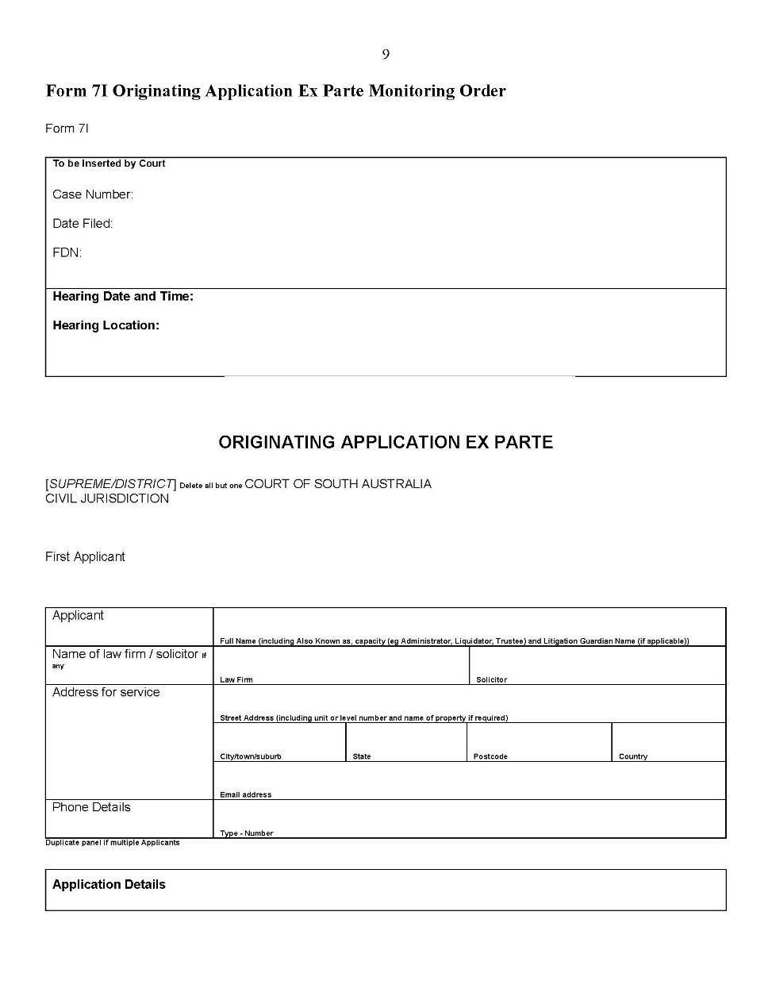 9
Form 7I Originating Application Ex Parte Monitoring Order
Form 7I
To be inserted by Court
Case Number:
Date Filed:
FDN:
Hearing Date and Time:
Hearing Location:
ORIGINATING APPLICATION EX PARTE
[SUPREME/DISTRICT] Delete all but one COURT OF SOUTH AUSTRALIA
CIVIL JURISDICTION
First Applicant
Applicant
Full Name (including Also Known as, capacity (eg Administrator, Liquidator, Trustee) and Litigation Guardian Name (if applicable))
Name of law firm / solicitor If
any
Law Firm
Solicitor
Address for service
Street Address (including unit or level number and name of property if required)
City/town/suburb
State
Postcode
Country
Email address
Phone Details
Type - Number
Duplicate panel if multiple Applicants
Application Details